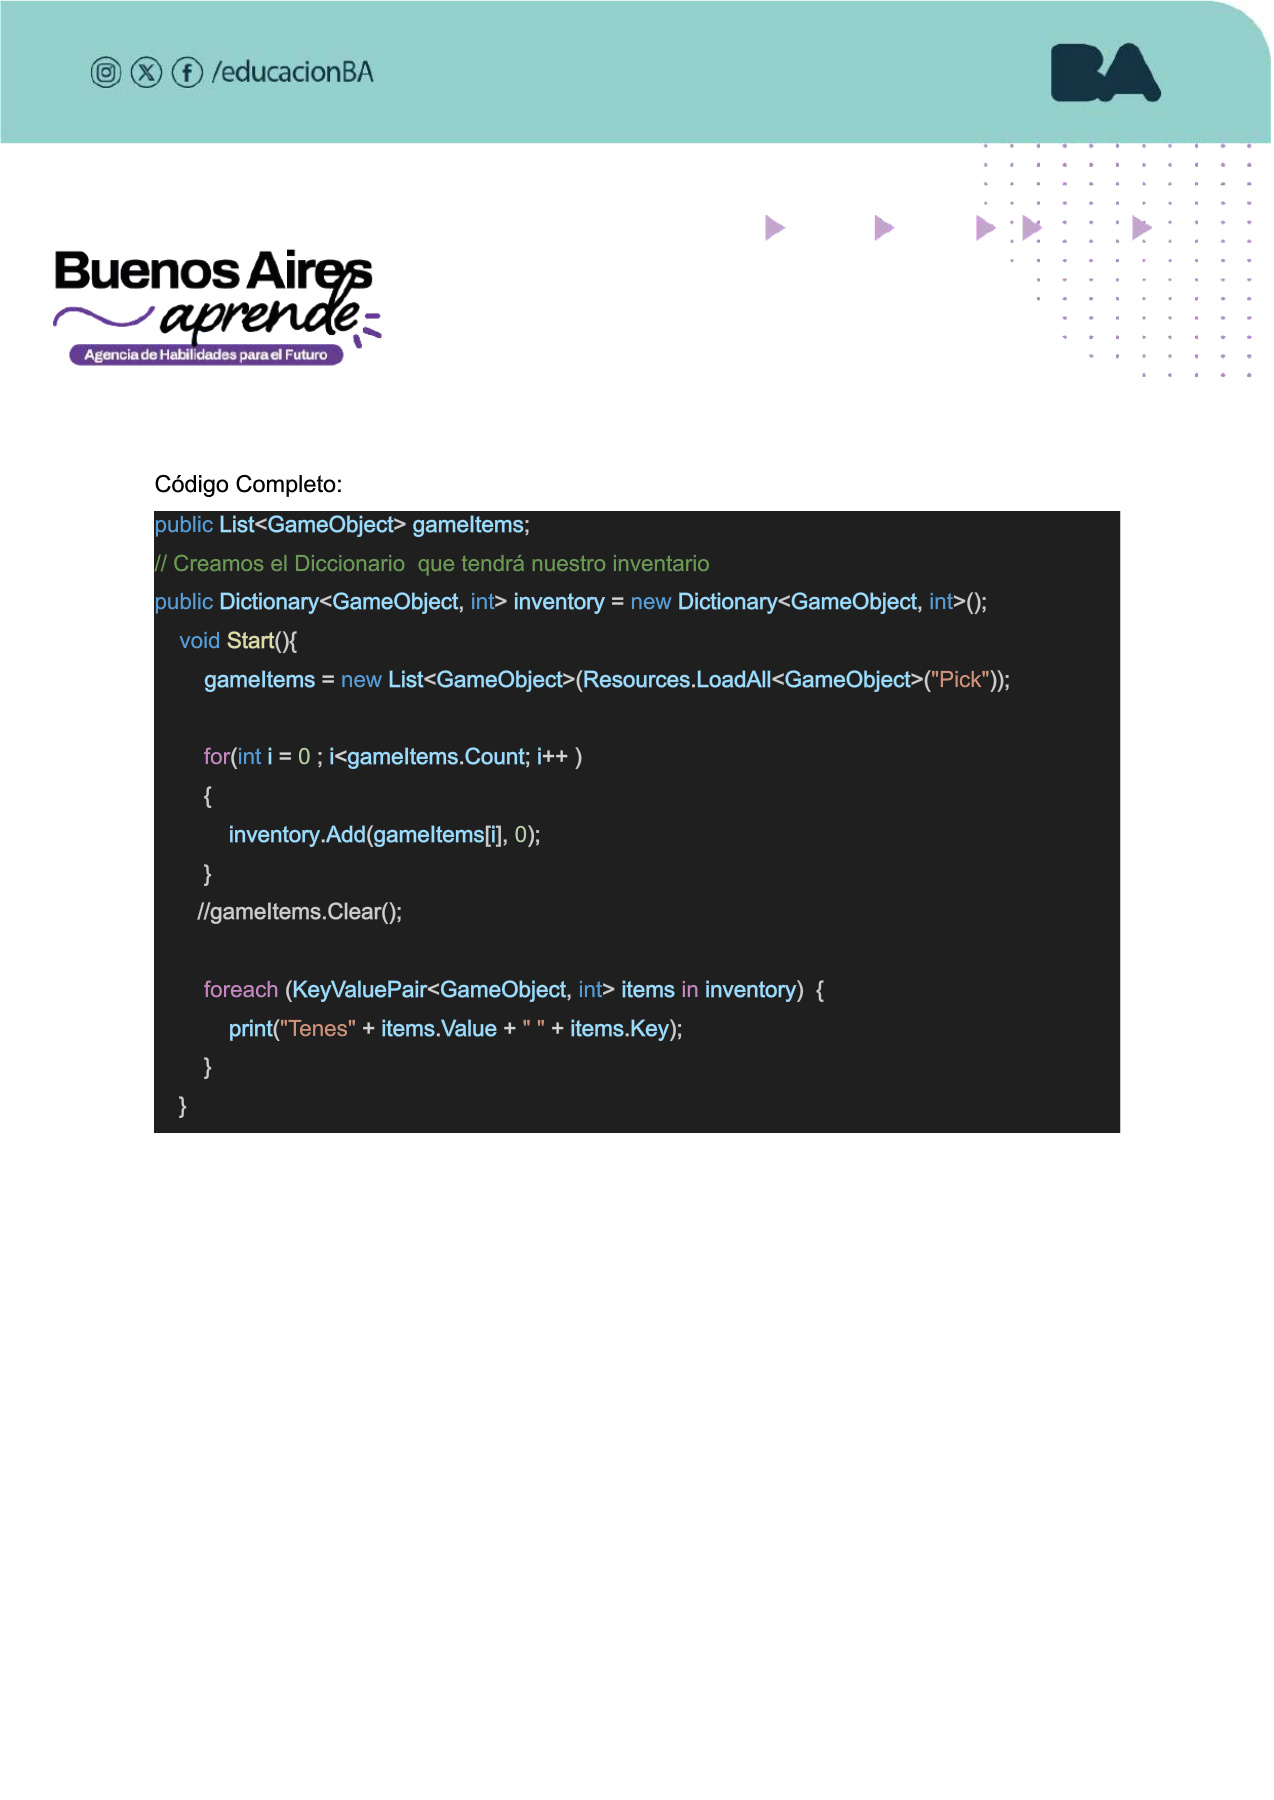 /educacionBA
BA
Buenos Aires
aprende
Agencia de Habilidades para el Futuro
Código Completo:
public List<GameObject> gameItems;
// Creamos el Diccionario  que tendrá nuestro inventario
public Dictionary<GameObject, int> inventory = new Dictionary<GameObject, int>();
    void Start(){
        gameItems = new List<GameObject>(Resources.LoadAll<GameObject>("Pick"));
        for(int i = 0 ; i<gameItems.Count; i++ )
        {
            inventory.Add(gameItems[i], 0);
        }
       //gameItems.Clear();
        foreach (KeyValuePair<GameObject, int> items in inventory)  {
            print("Tenes" + items.Value + " " + items.Key);
        }
    }